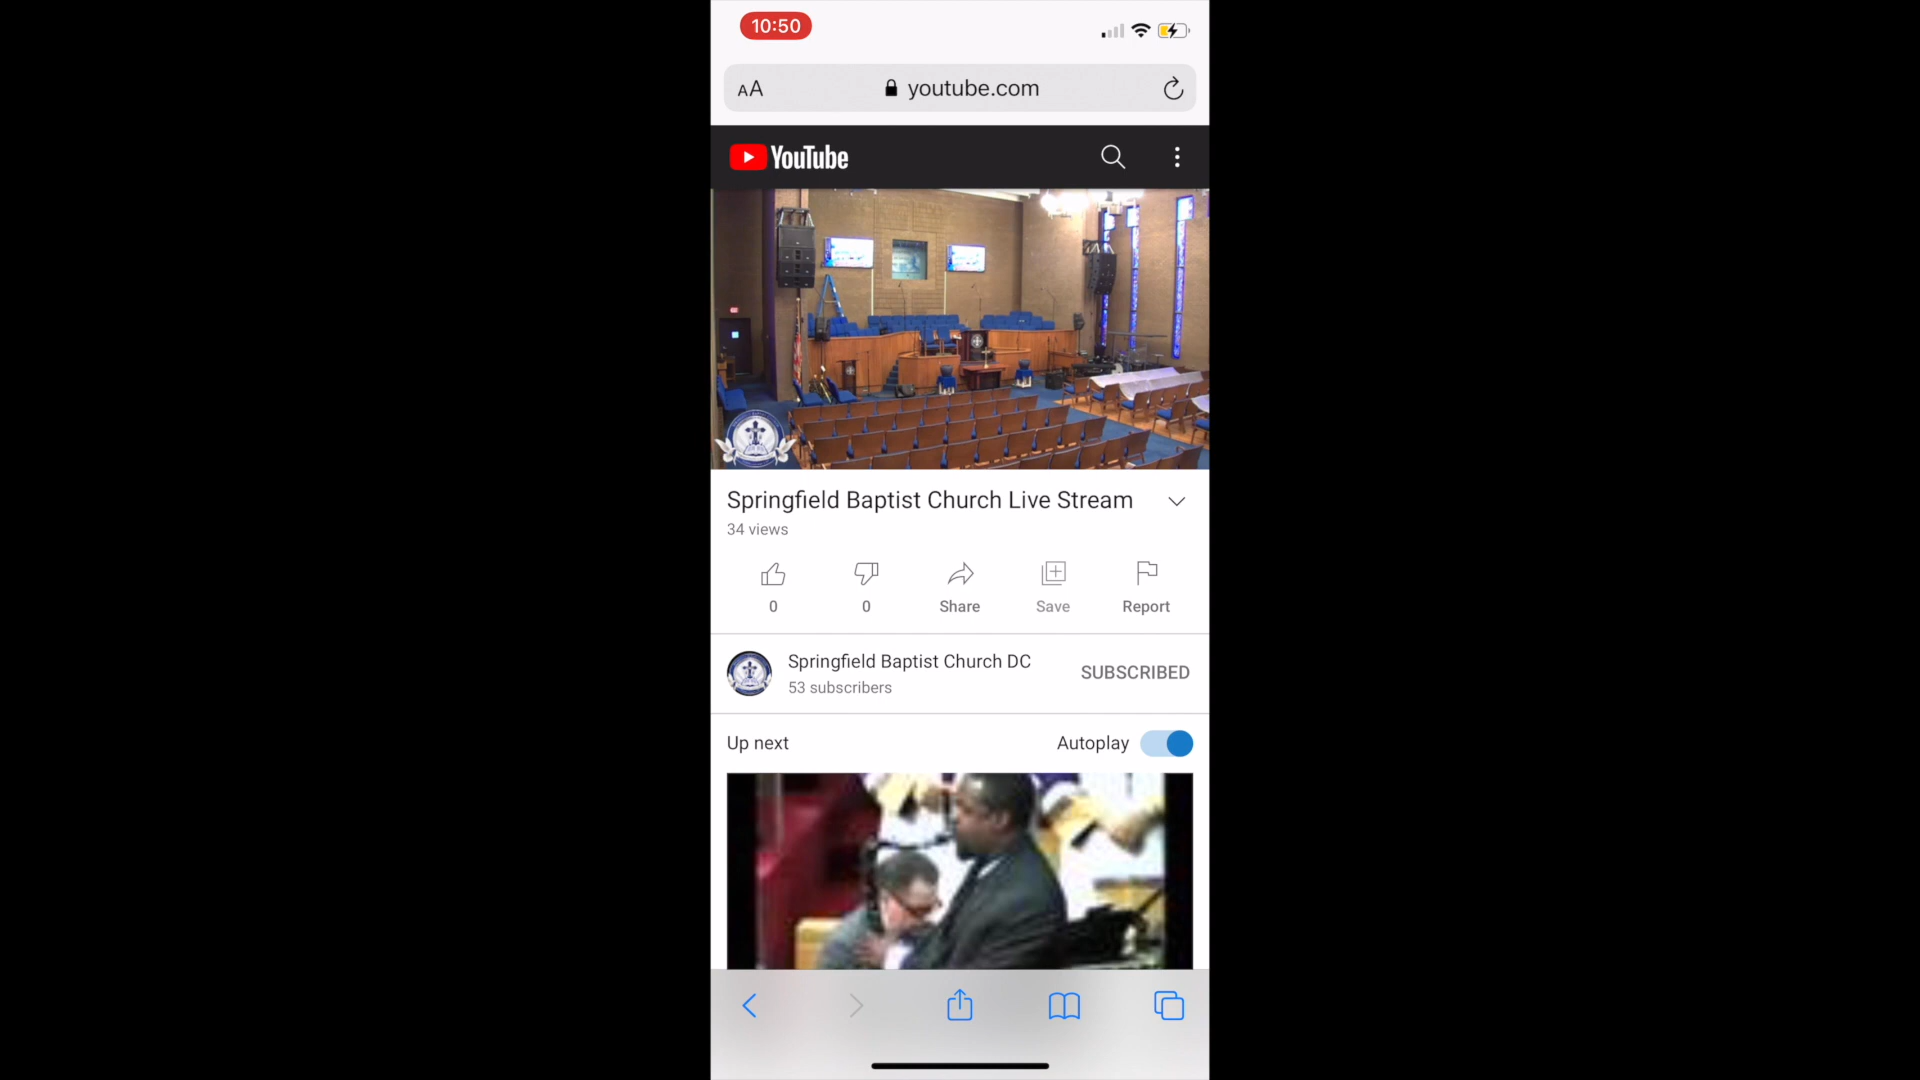 10:50
AA
youtube.com
YouTube
Springfield Baptist Church Live Stream
34 views
0
0
Share
Save
Report
Springfield Baptist Church DC
53 subscribers
SUBSCRIBED
Up next
Autoplay